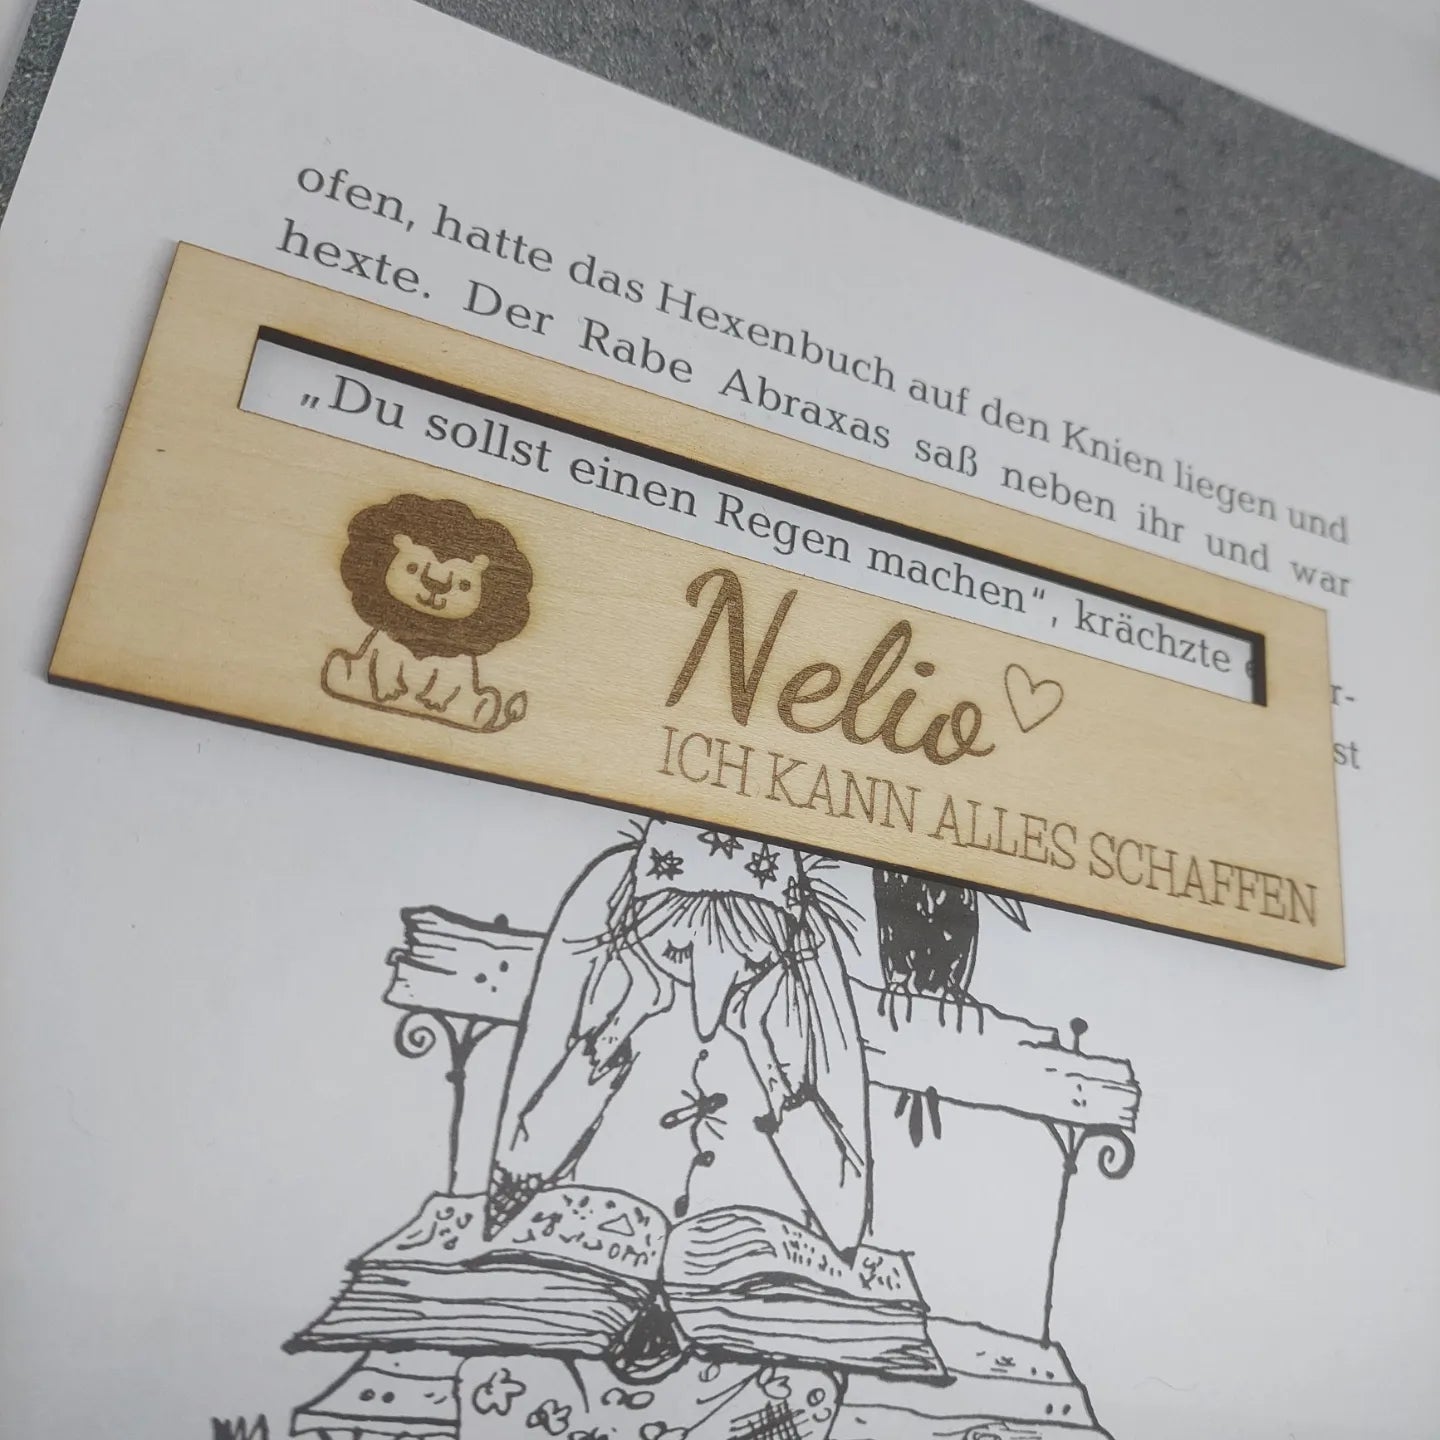 ofen, hatte das Hexenbuch auf den Knien liegen und
hexte. Der Rabe Abraxas saß neben ihr und war
„Du sollst einen Regen machen“, krächzte
r-
st
Nelio
ICH KANN ALLES SCHAFFEN